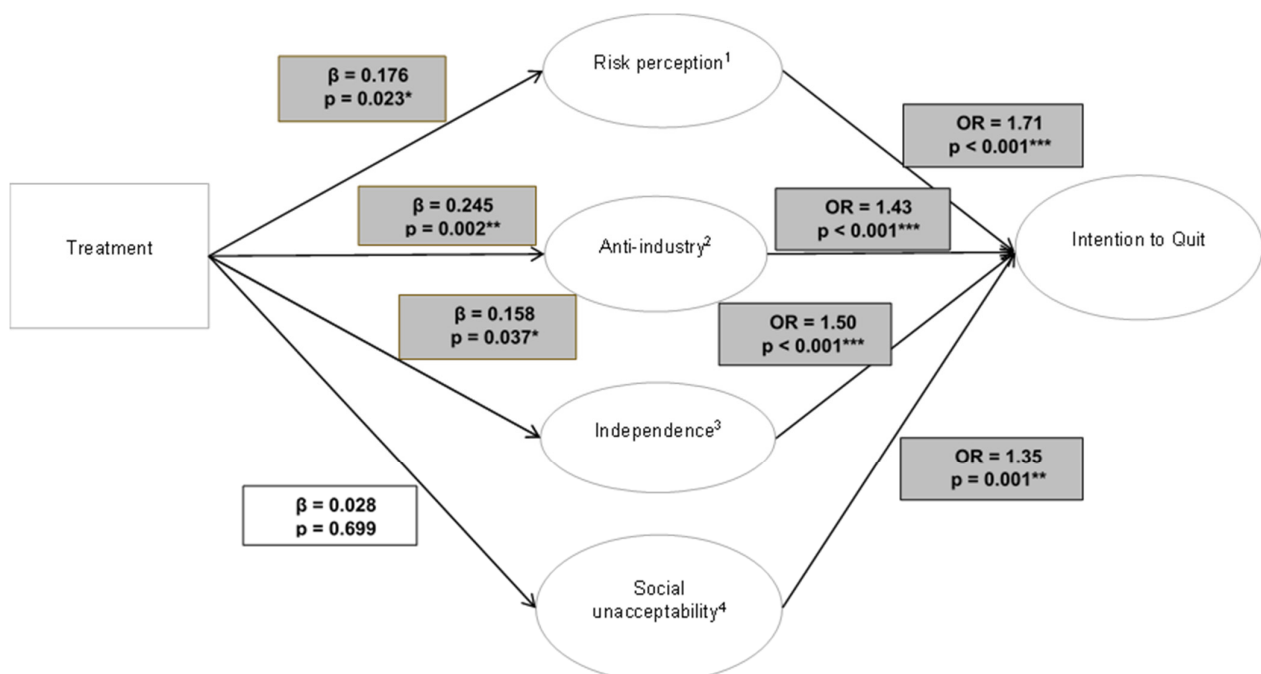 Risk perception¹
β = 0.176
p = 0.023*
OR = 1.71
p < 0.001***
β = 0.245
p = 0.002**
OR = 1.43
p < 0.001***
Treatment
Anti-industry²
Intention to Quit
β = 0.158
p = 0.037*
OR = 1.50
p < 0.001***
Independence³
OR = 1.35
p = 0.001**
β = 0.028
p = 0.699
Social
unacceptability⁴